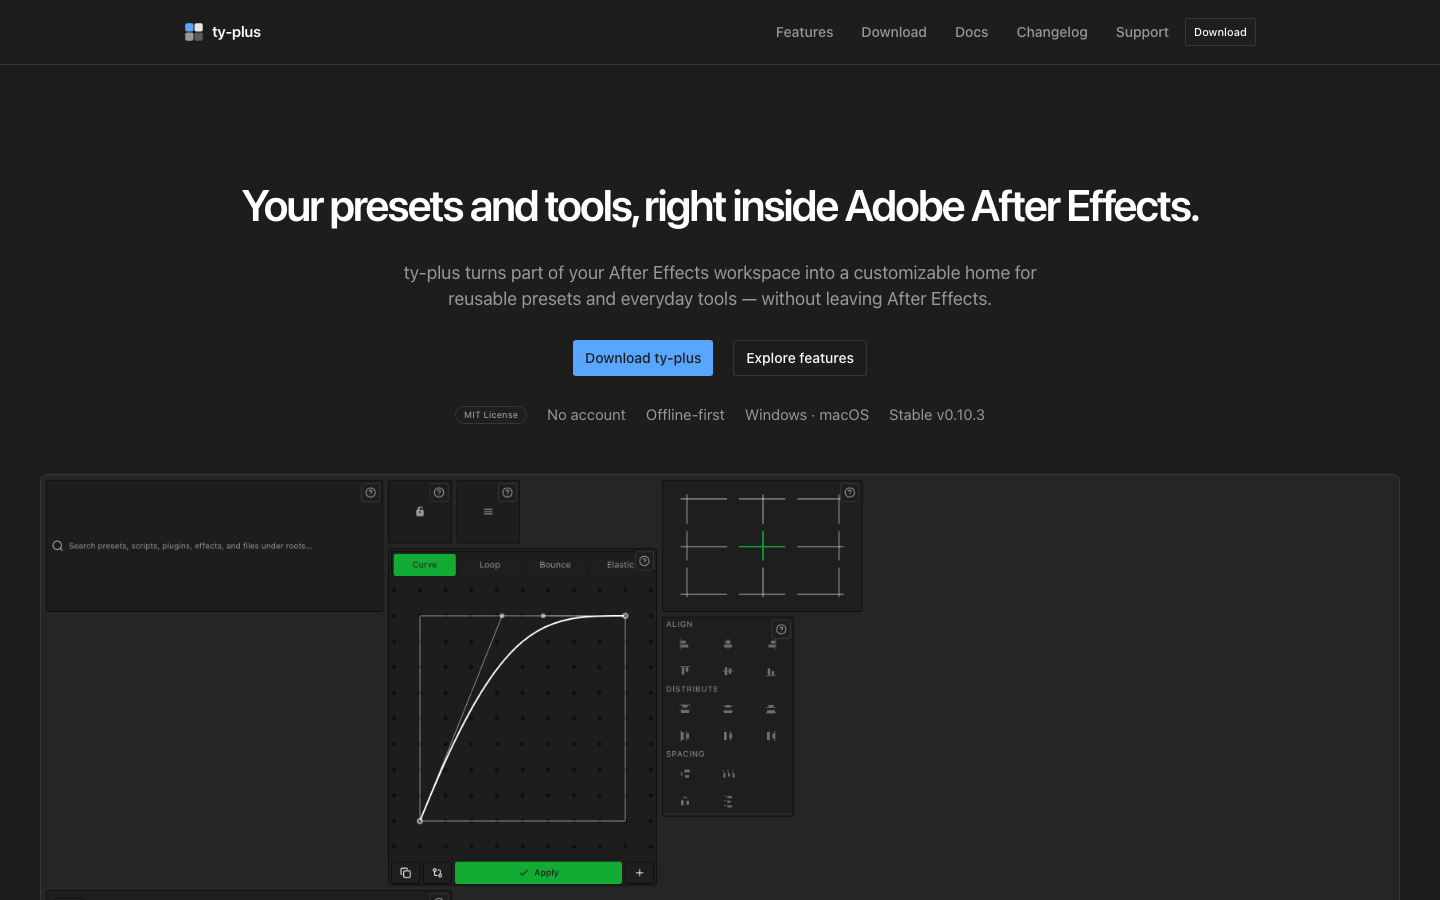 ty-plus
Features
Download
Docs
Changelog
Support
Download
Your presets and tools, right inside Adobe After Effects.
ty-plus turns part of your After Effects workspace into a customizable home for
reusable presets and everyday tools — without leaving After Effects.
Download ty-plus
Explore features
MIT License
No account
Offline-first
Windows · macOS
Stable v0.10.3
Search presets, scripts, plugins, effects, and files under roots...
Curve
Loop
Bounce
Elastic
Apply
ALIGN
DISTRIBUTE
SPACING